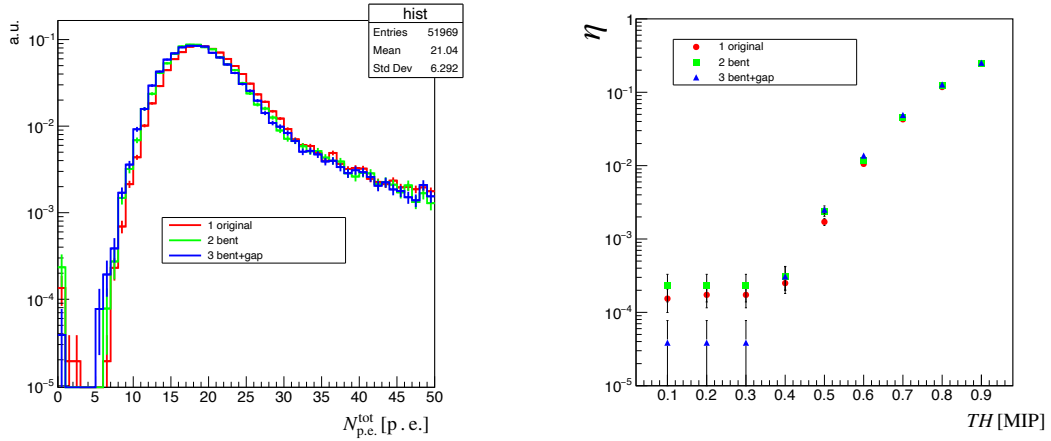 hist
Entries 51969
Mean 21.04
Std Dev 6.292
a.u.
10⁻¹
10⁻²
10⁻³
10⁻⁴
10⁻⁵
1 original
2 bent
3 bent+gap
0 5 10 15 20 25 30 35 40 45 50
N_{p.e.}^{tot} [p.e.]
η
1
10⁻¹
10⁻²
10⁻³
10⁻⁴
10⁻⁵
1 original
2 bent
3 bent+gap
0.1 0.2 0.3 0.4 0.5 0.6 0.7 0.8 0.9
TH [MIP]